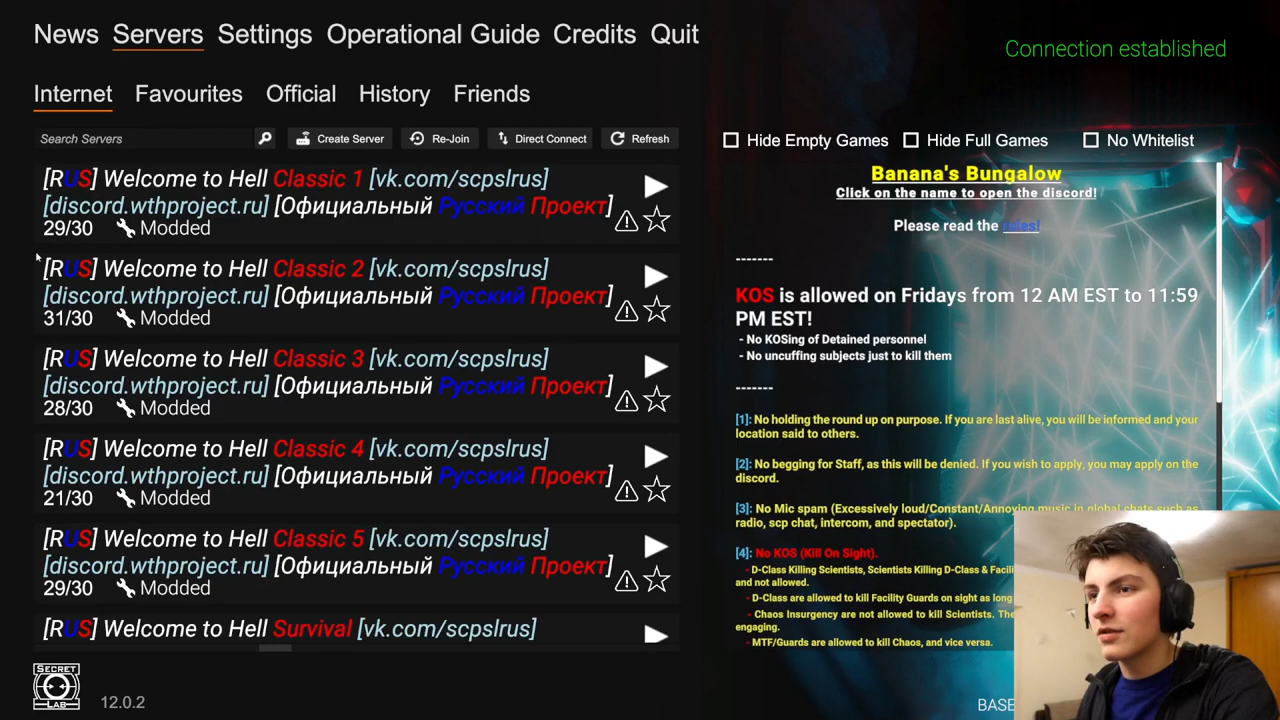 News Servers Settings Operational Guide Credits Quit
Connection established
Internet Favourites Official History Friends
Search Servers Create Server Re-Join Direct Connect Refresh
Hide Empty Games Hide Full Games No Whitelist
[RUS] Welcome to Hell Classic 1 [vk.com/scpslrus]
[discord.wthproject.ru] [Официальный Русский Проект]
29/30 Modded
[RUS] Welcome to Hell Classic 2 [vk.com/scpslrus]
[discord.wthproject.ru] [Официальный Русский Проект]
31/30 Modded
[RUS] Welcome to Hell Classic 3 [vk.com/scpslrus]
[discord.wthproject.ru] [Официальный Русский Проект]
28/30 Modded
[RUS] Welcome to Hell Classic 4 [vk.com/scpslrus]
[discord.wthproject.ru] [Официальный Русский Проект]
21/30 Modded
[RUS] Welcome to Hell Classic 5 [vk.com/scpslrus]
[discord.wthproject.ru] [Официальный Русский Проект]
29/30 Modded
[RUS] Welcome to Hell Survival [vk.com/scpslrus]
Banana's Bungalow
Click on the name to open the discord!
Please read the rules!
-------
KOS is allowed on Fridays from 12 AM EST to 11:59
PM EST!
- No KOSing of Detained personnel
- No uncuffing subjects just to kill them
-------
[1]: No holding the round up on purpose. If you are last alive, you will be informed and your
location said to others.
[2]: No begging for Staff, as this will be denied. If you wish to apply, you may apply on the
discord.
[3]: No Mic spam (Excessively loud/Constant/Annoying music in global chats such as
radio, scp chat, intercom, and spectator).
[4]: No KOS (Kill On Sight).
- D-Class Killing Scientists, Scientists Killing D-Class & Facili
and not allowed.
- D-Class are allowed to kill Facility Guards on sight as long
- Chaos Insurgency are not allowed to kill Scientists. The
engaging.
- MTF/Guards are allowed to kill Chaos, and vice versa.
SECRET
LAB
12.0.2
BASE